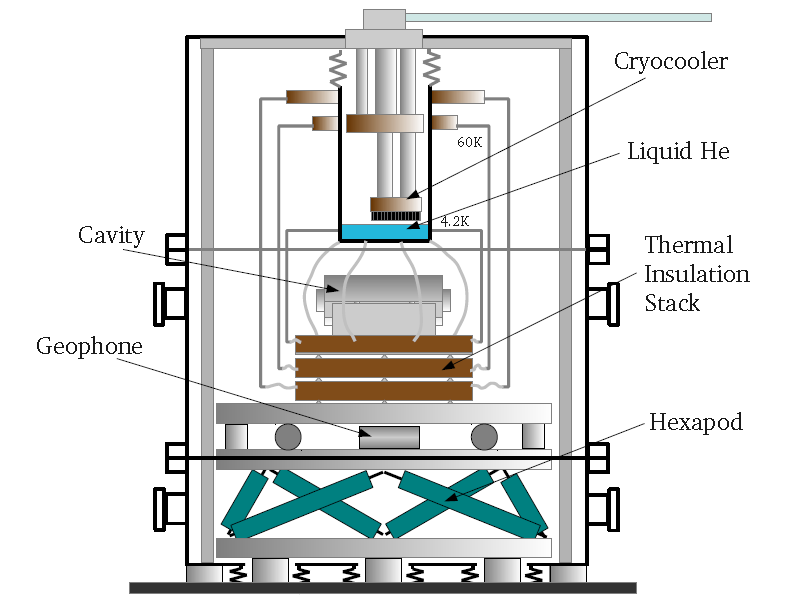 Cryocooler
60K
Liquid He
4.2K
Cavity
Thermal
Insulation
Stack
Geophone
Hexapod